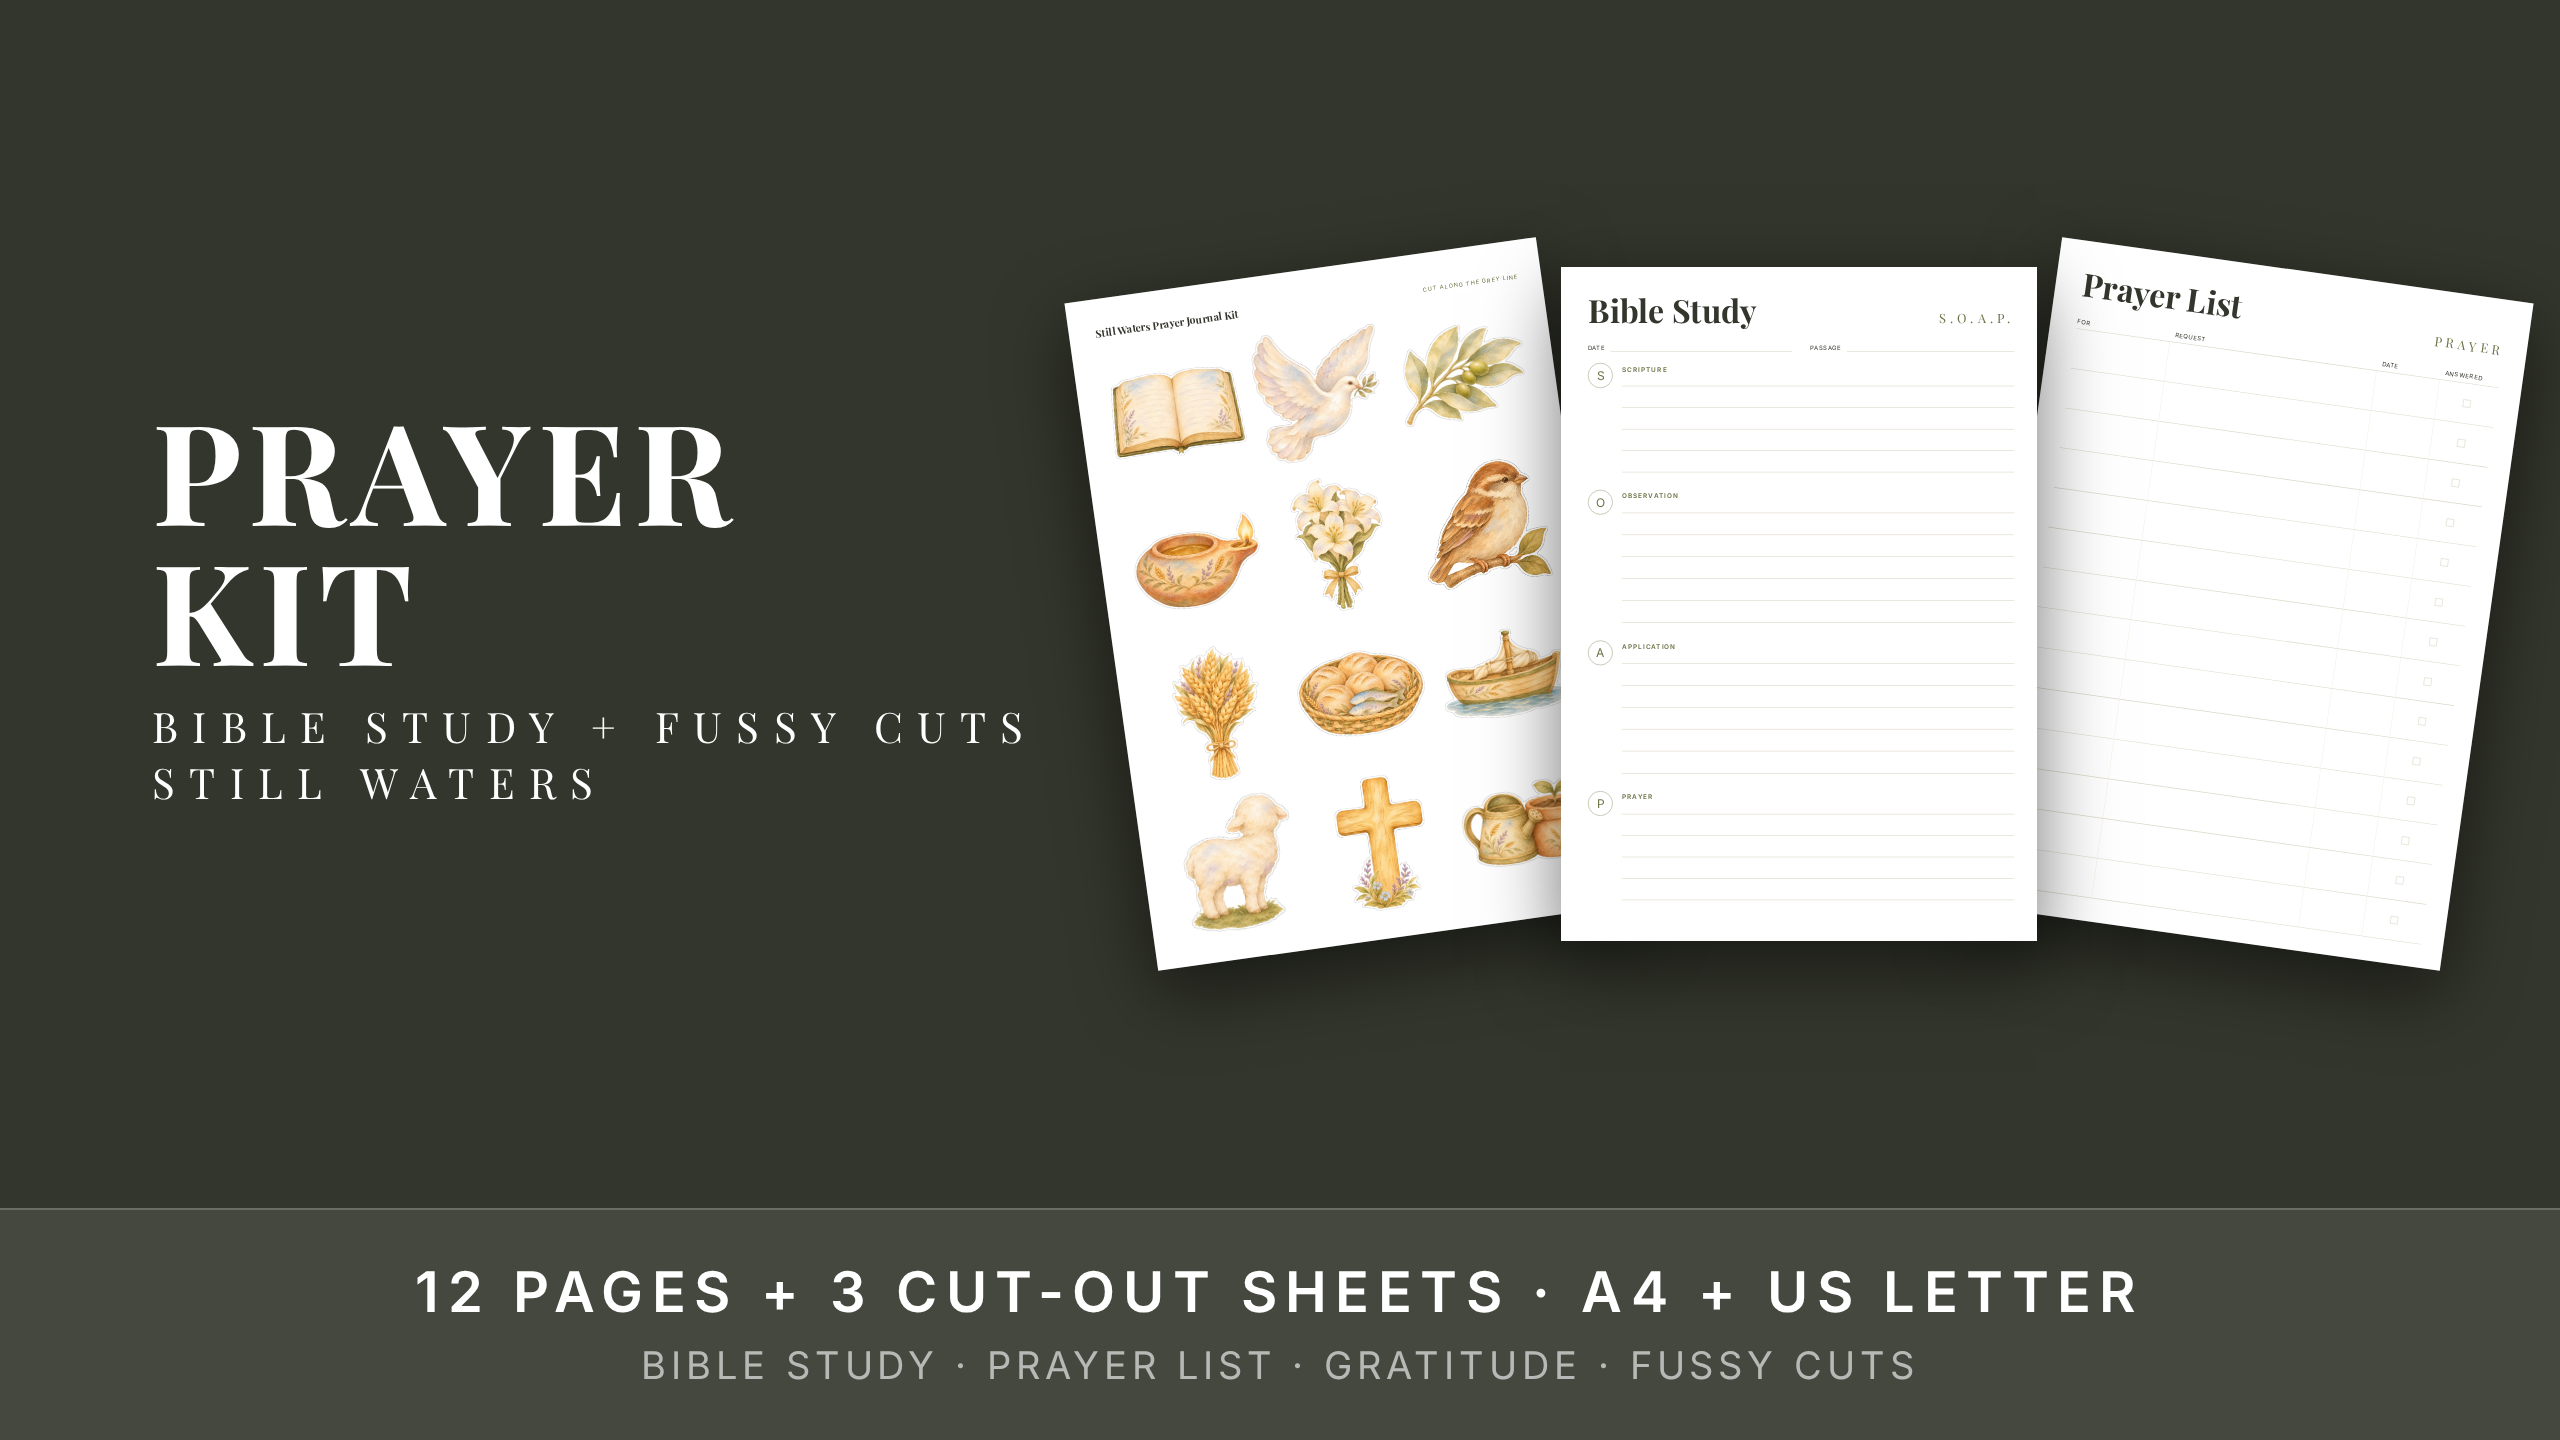 PRAYER
KIT
BIBLE STUDY + FUSSY CUTS
STILL WATERS
Still Waters Prayer Journal Kit
CUT ALONG THE GREY LINE
Bible Study
S.O.A.P.
DATE
PASSAGE
S
SCRIPTURE
O
OBSERVATION
A
APPLICATION
P
PRAYER
Prayer List
PRAYER
FOR
REQUEST
DATE
ANSWERED
12 PAGES + 3 CUT-OUT SHEETS · A4 + US LETTER
BIBLE STUDY · PRAYER LIST · GRATITUDE · FUSSY CUTS